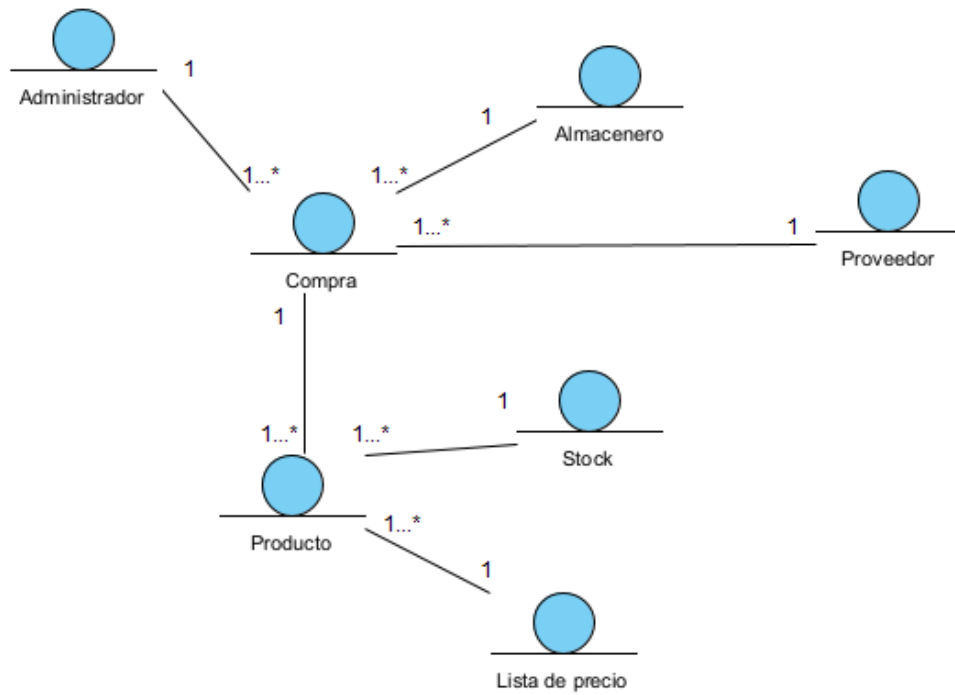 1
Administrador
1
Almacenero
1...*
1...*
1...*
1
Proveedor
Compra
1
1
1...*
1...*
Stock
1...*
Producto
1
Lista de precio